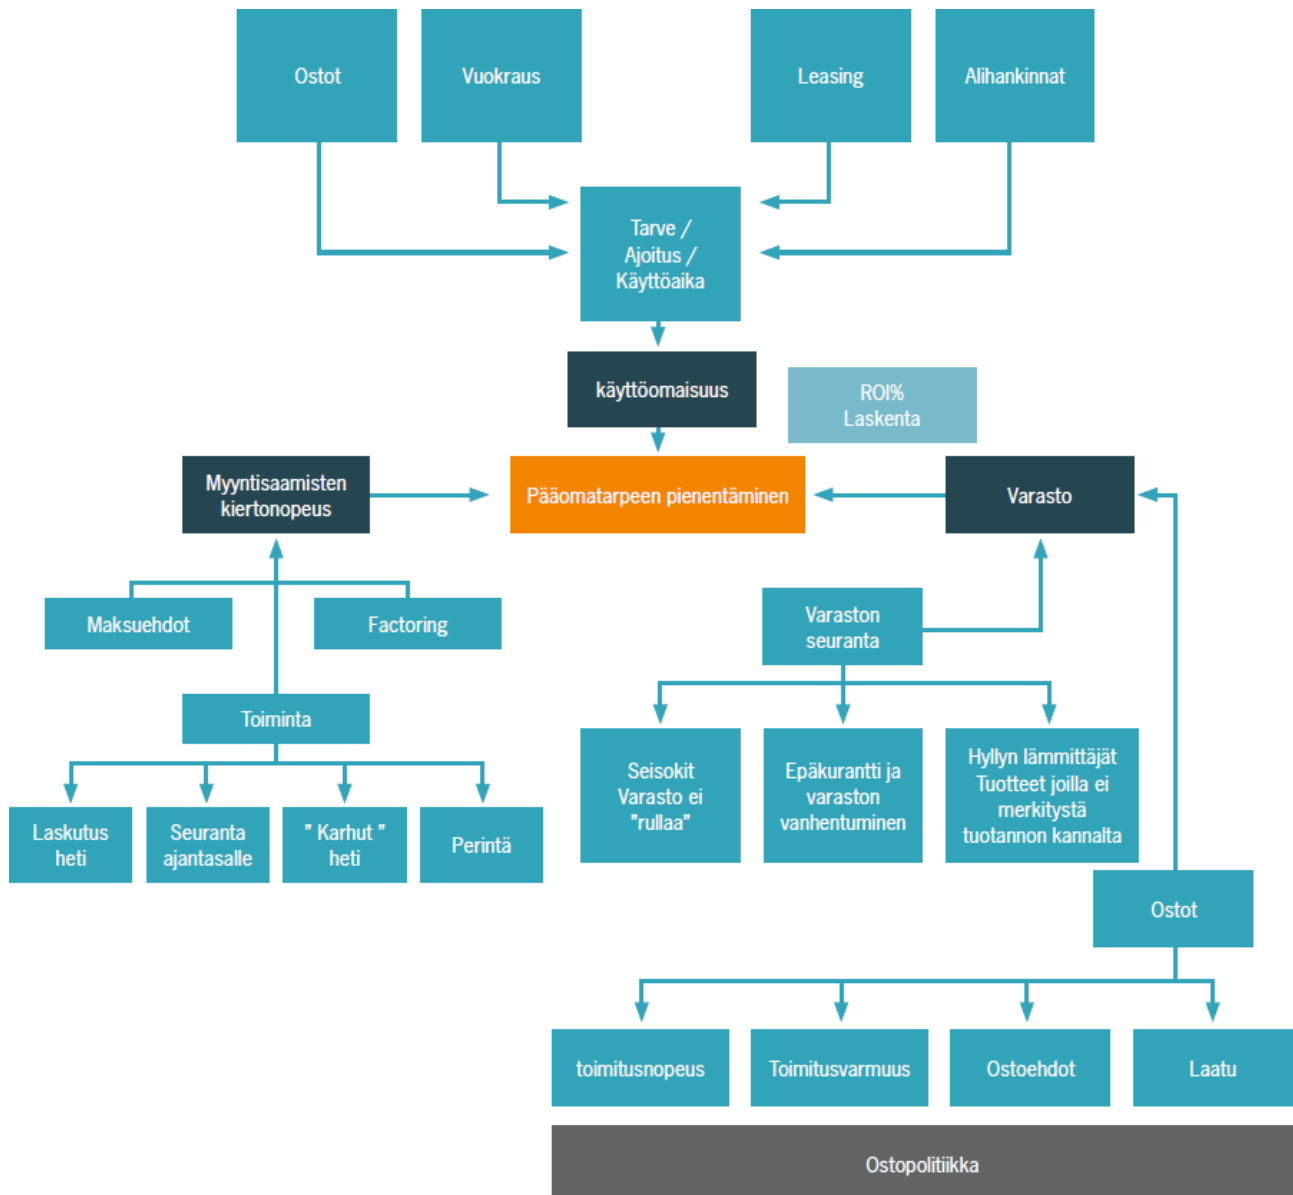 Ostot
Vuokraus
Leasing
Alihankinnat
Tarve /
Ajoitus /
Käyttöaika
käyttöomaisuus
ROI%
Laskenta
Myyntisaamisten
kiertonopeus
Pääomatarpeen pienentäminen
Varasto
Maksuehdot
Factoring
Varaston
seuranta
Toiminta
Seisokit
Varasto ei
"rullaa"
Epäkurantti ja
varaston
vanhentuminen
Hyllyn lämmittäjät
Tuotteet joilla ei
merkitystä
tuotannon kannalta
Laskutus
heti
Seuranta
ajantasalle
" Karhut "
heti
Perintä
Ostot
toimitusnopeus
Toimitusvarmuus
Ostoehdot
Laatu
Ostopolitiikka